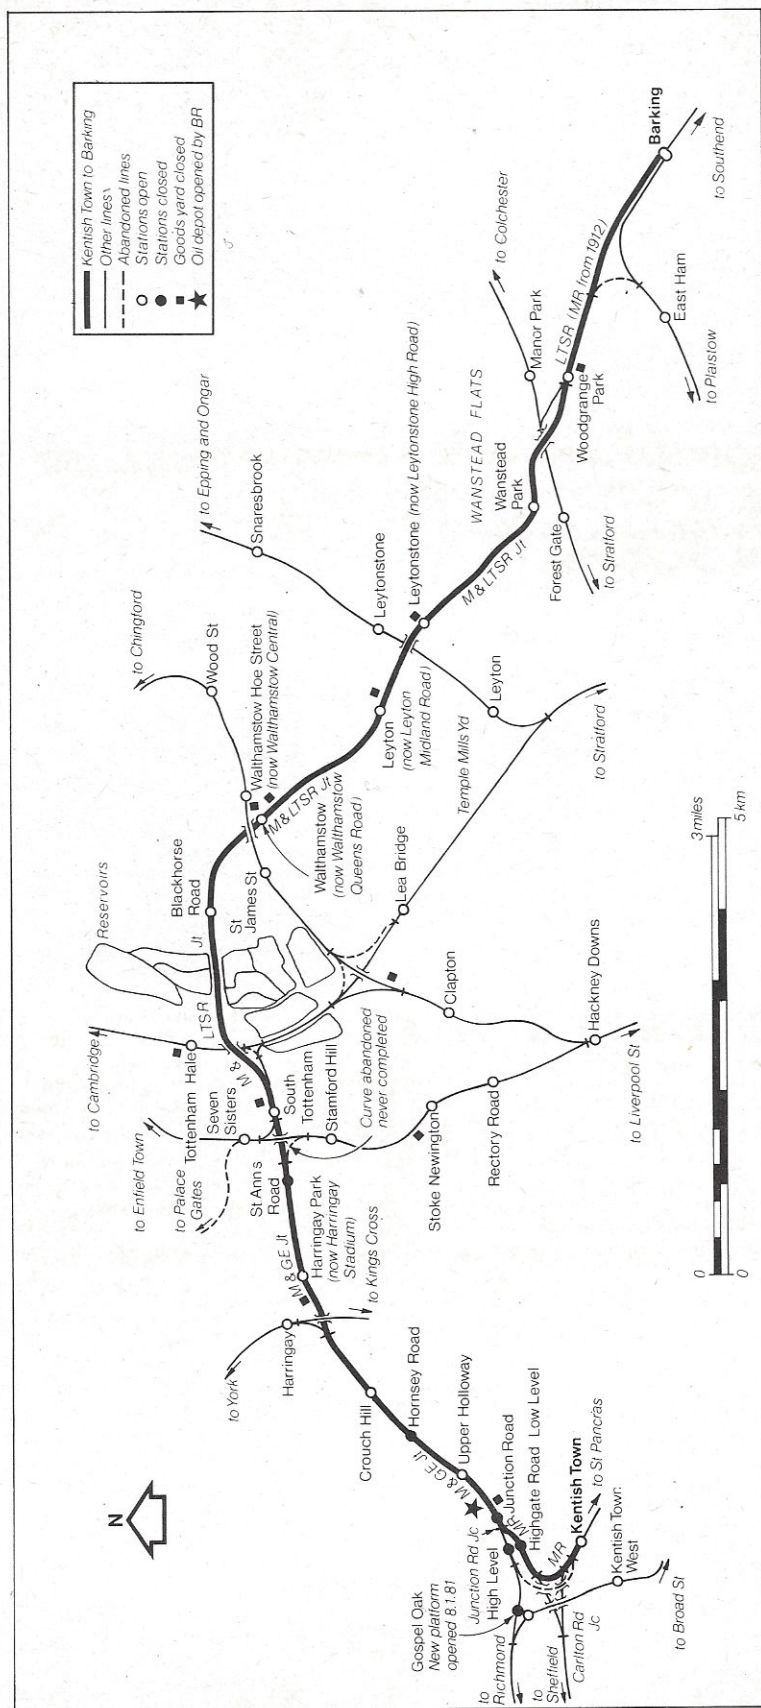 Kentish Town to Barking
Other lines
Abandoned lines
Stations open
Stations closed
Goods yard closed
Oil depot opened by BR
N
to Richmond
to Sheffield
Carlton Rd
Jc
Gospel Oak
New platform
opened 8.1.81
Junction Rd Jc
High Level
MR
Junction Road
Highgate Road Low Level
MR
Kentish Town
to St Pancras
Kentish Town
West
to Broad St
M & GE Jt
Upper Holloway
Hornsey Road
Crouch Hill
to York
Harringay
to Kings Cross
M & GE Jt
Harringay Park
(now Harringay
Stadium)
St Ann s
Road
to Palace
Gates
to Enfield Town
Seven
Sisters
South
Tottenham
Stamford Hill
Curve abandoned
never completed
Stoke Newington
Rectory Road
Hackney Downs
to Liverpool St
Clapton
to Cambridge
Tottenham Hale
M &
LTSR
Jt
Reservoirs
Blackhorse
Road
St
James St
Lea Bridge
Temple Mills Yd
Walthamstow
(now Walthamstow
Queens Road)
M & LTSR Jt
Walthamstow Hoe Street
(now Walthamstow Central)
Wood St
to Chingford
Leyton
(now Leyton
Midland Road)
Leyton
to Stratford
Leytonstone
Leytonstone (now Leytonstone High Road)
Snaresbrook
to Epping and Ongar
M & LTSR Jt
WANSTEAD FLATS
Wanstead
Park
Forest Gate
to Stratford
Manor Park
to Colchester
Woodgrange
Park
LTSR (MR from 1912)
East Ham
to Plaistow
Barking
to Southend
0
3 miles
0
5 km